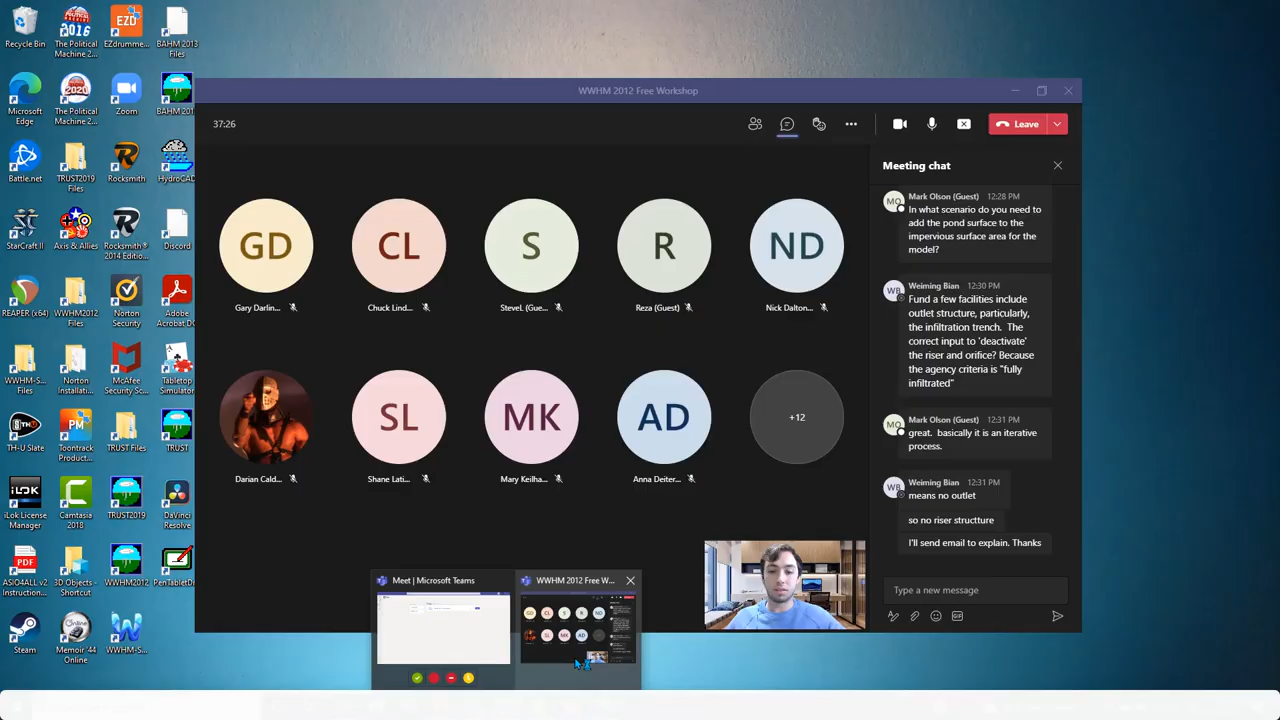 Recycle Bin
The Political
Machine 2...
EZdrumme...
BAHM 2013
Files
2016
EZD
Microsoft
Edge
The Political
Machine 2...
Zoom
BAHM 201
2020
Battle.net
TRUST2019
Files
Rocksmith
HydroCAD
StarCraft II
Axis & Allies
Rocksmith®
2014 Editio...
Discord
REAPER (x64)
WWHM2012
Files
Norton
Security
Adobe
Acrobat DC
WWHM-S...
Files
Norton
Installati...
McAfee
Security Sc...
Tabletop
Simulator
TH-U Slate
Toontrack
Product...
TRUST Files
TRUST
iLOK
iLok License
Manager
Camtasia
2018
TRUST2019
DaVinci
Resolve
ASIO4ALL v2
Instruction...
3D Objects -
Shortcut
WWHM2012
PenTabletDi
Steam
Memoir 44
Online
WWHM-S...
WWHM 2012 Free Workshop
37:26
Leave
GD
CL
S
R
ND
Gary Darlin...
Chuck Lind...
SteveL (Gue...
Reza (Guest)
Nick Dalton...
SL
MK
AD
+12
Darian Cald...
Shane Lati...
Mary Keilha...
Anna Deiter...
Meeting chat
MO
Mark Olson (Guest) 12:28 PM
In what scenario do you need to
add the pond surface to the
impervious surface area for the
model?
WB
Weiming Bian 12:30 PM
Fund a few facilities include
outlet structure, particularly,
the infiltration trench. The
correct input to 'deactivate'
the riser and orifice? Because
the agency criteria is "fully
infiltrated"
MO
Mark Olson (Guest) 12:31 PM
great. basically it is an iterative
process.
WB
Weiming Bian 12:31 PM
means no outlet
so no riser structture
I'll send email to explain. Thanks
Type a new message
GIF
Meet | Microsoft Teams
WWHM 2012 Free W...